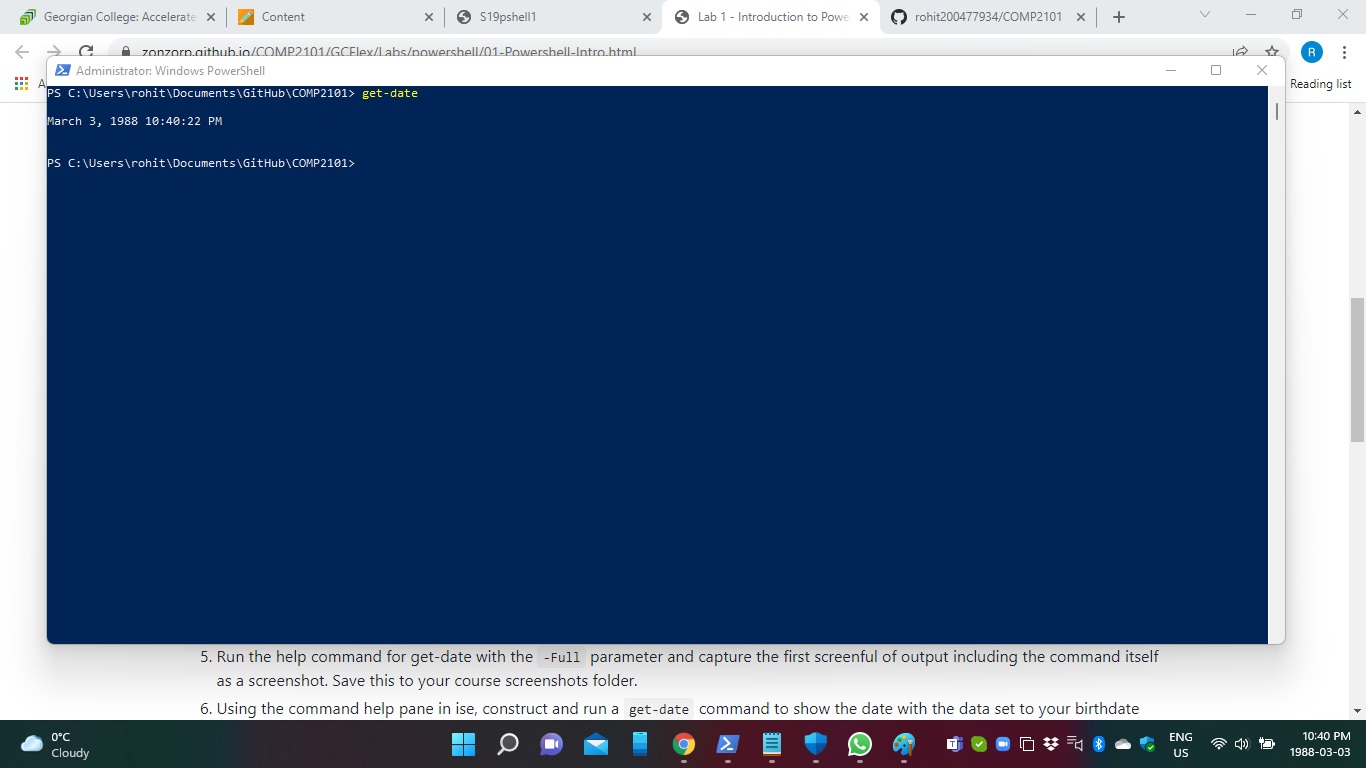 Georgian College: Accelerate
Content
S19pshell1
Lab 1 - Introduction to Powe
rohit200477934/COMP2101
zonzorp.github.io/COMP2101/GCFlex/Labs/powershell/01-Powershell-Intro.html
R
A
Reading list
Administrator: Windows PowerShell
PS C:\Users\rohit\Documents\GitHub\COMP2101> get-date
March 3, 1988 10:40:22 PM
PS C:\Users\rohit\Documents\GitHub\COMP2101>
5. Run the help command for get-date with the -Full parameter and capture the first screenful of output including the command itself
as a screenshot. Save this to your course screenshots folder.
6. Using the command help pane in ise, construct and run a get-date command to show the date with the data set to your birthdate
0°C
Cloudy
ENG
US
10:40 PM
1988-03-03